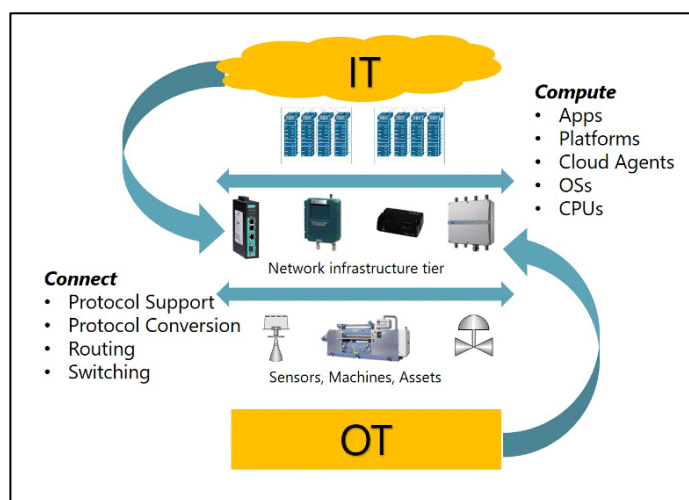 IT
Compute
• Apps
• Platforms
• Cloud Agents
• OSs
• CPUs
Network infrastructure tier
Connect
• Protocol Support
• Protocol Conversion
• Routing
• Switching
Sensors, Machines, Assets
OT